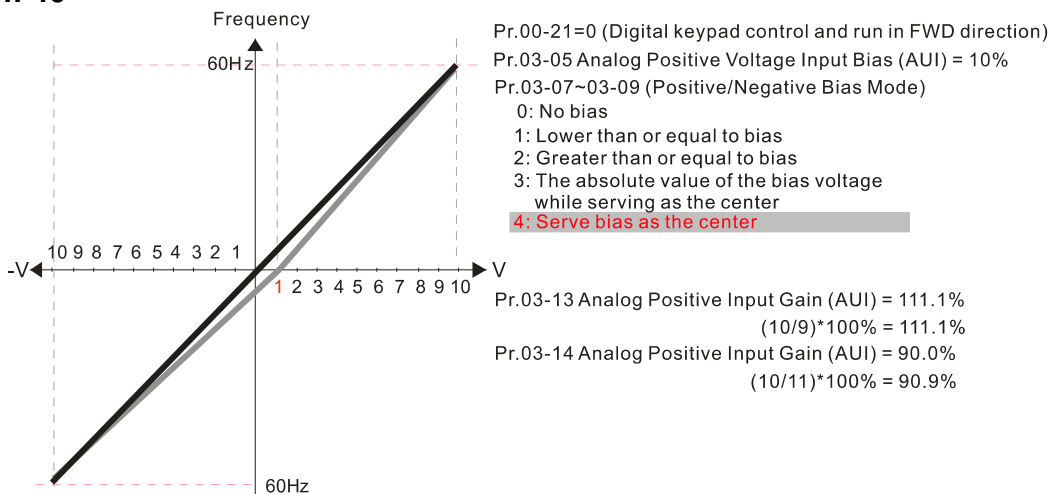 Frequency
60Hz
10 9 8 7 6 5 4 3 2 1
-V
V
1 2 3 4 5 6 7 8 9 10
60Hz
Pr.00-21=0 (Digital keypad control and run in FWD direction)
Pr.03-05 Analog Positive Voltage Input Bias (AUI) = 10%
Pr.03-07~03-09 (Positive/Negative Bias Mode)
0: No bias
1: Lower than or equal to bias
2: Greater than or equal to bias
3: The absolute value of the bias voltage
while serving as the center
4: Serve bias as the center
Pr.03-13 Analog Positive Input Gain (AUI) = 111.1%
(10/9)*100% = 111.1%
Pr.03-14 Analog Positive Input Gain (AUI) = 90.0%
(10/11)*100% = 90.9%